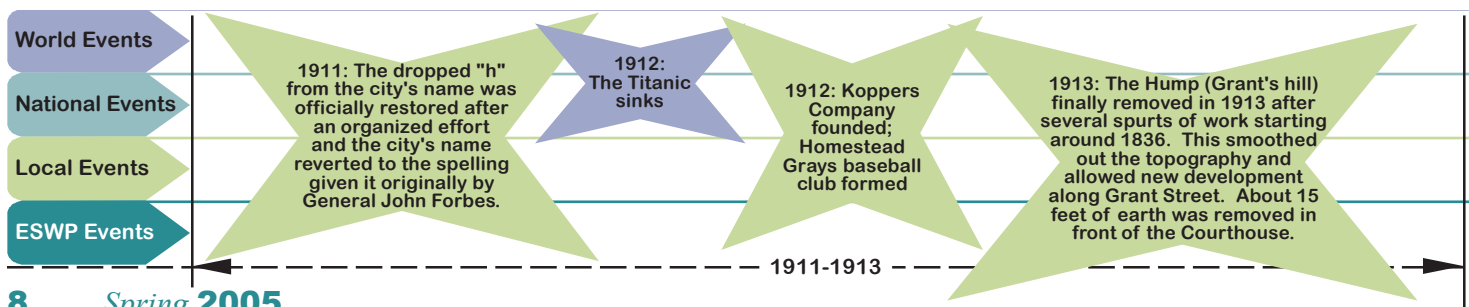 World Events
National Events
Local Events
ESWP Events
1911: The dropped "h"
from the city's name was
officially restored after
an organized effort
and the city's name
reverted to the spelling
given it originally by
General John Forbes.
1912:
The Titanic
sinks
1912: Koppers
Company
founded;
Homestead
Grays baseball
club formed
1913: The Hump (Grant's hill)
finally removed in 1913 after
several spurts of work starting
around 1836. This smoothed
out the topography and
allowed new development
along Grant Street. About 15
feet of earth was removed in
front of the Courthouse.
1911-1913
8 Spring 2005